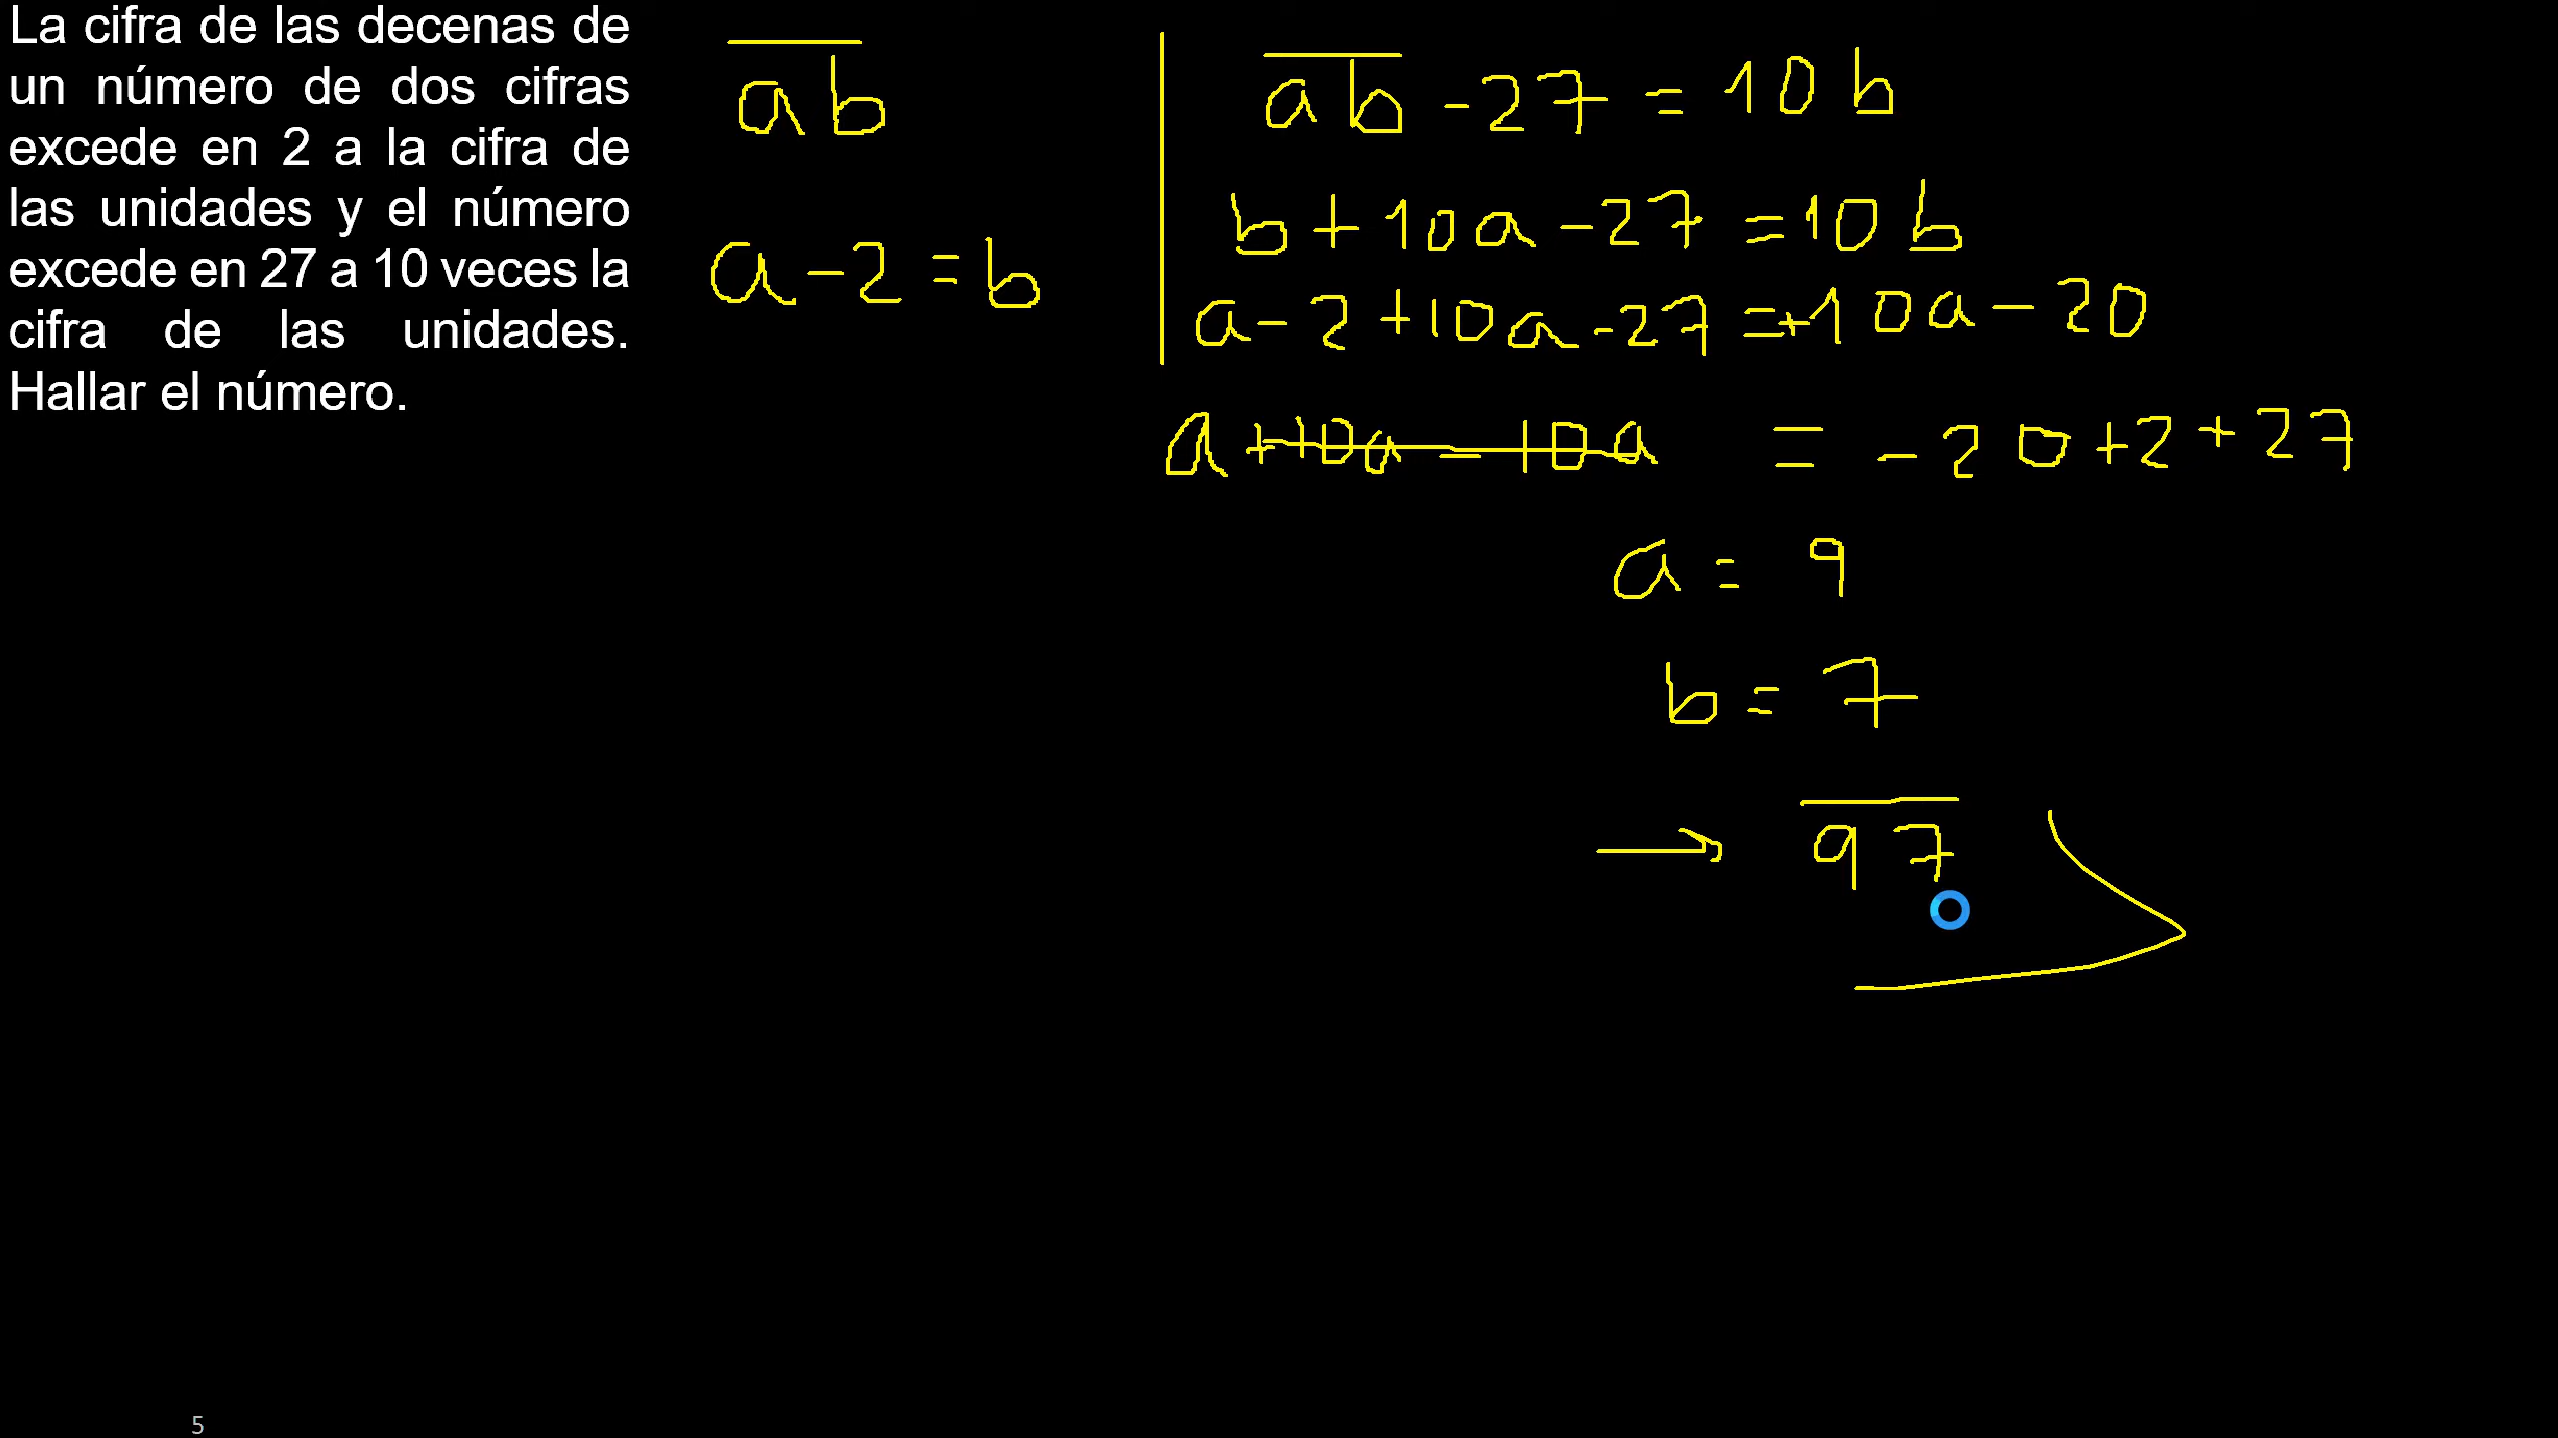 La cifra de las decenas de
un número de dos cifras
excede en 2 a la cifra de
las unidades y el número
excede en 27 a 10 veces la
cifra de las unidades.
Hallar el número.
ab
a-2=b
ab-27=10b
b+10a-27=10b
a-2+10a-27=+10a-20
a+10a-10a=-20+2+27
a=9
b=7
→ 97
5